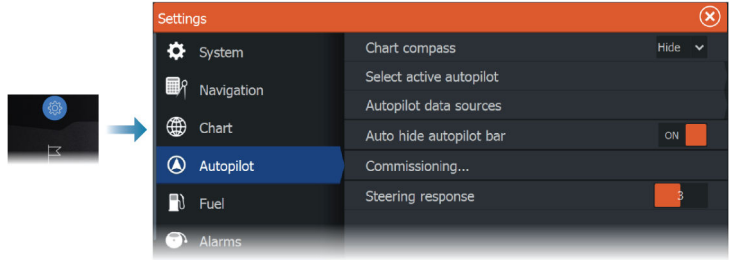 Settings
System
Navigation
Chart
Autopilot
Fuel
Alarms
Chart compass Hide
Select active autopilot
Autopilot data sources
Auto hide autopilot bar ON
Commissioning...
Steering response 3